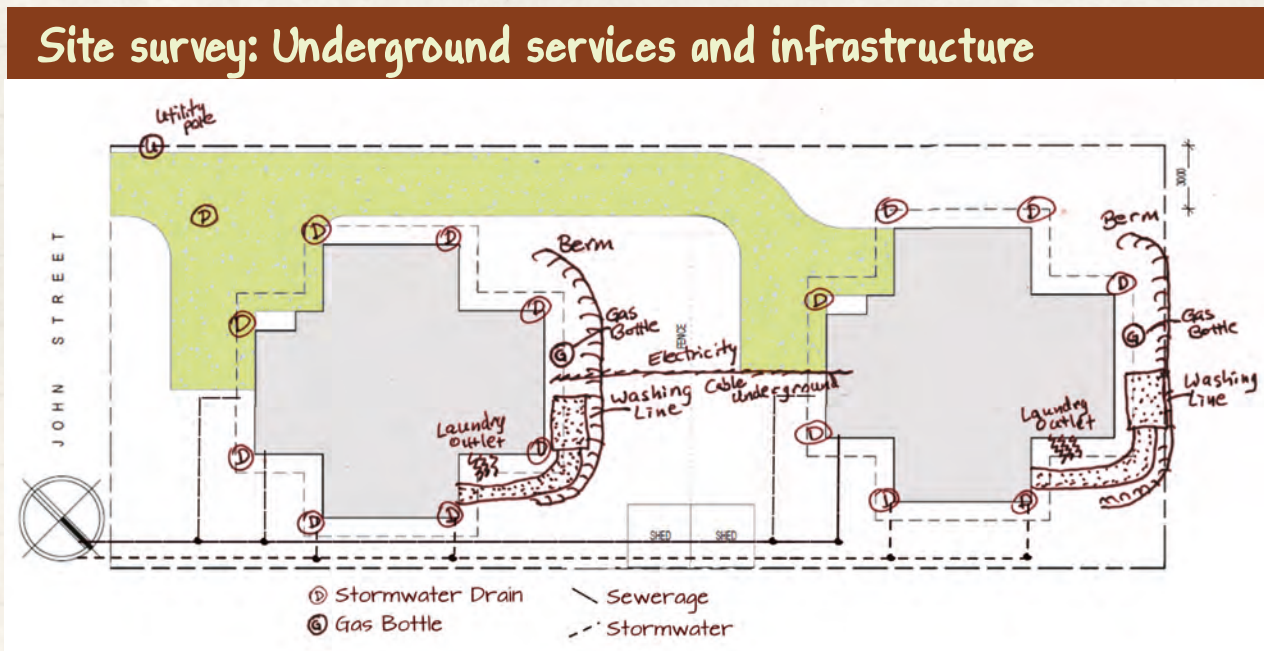 Site survey: Underground services and infrastructure
Utility
pole
U
D
D
D
D
D
Berm
Berm
3000
JOHN STREET
D
D
D
D
Gas
Bottle
Gas
Bottle
G
G
FENCE
Electricity
Cable Underground
Washing
Line
Washing
Line
Laundry
Outlet
Laundry
Outlet
D
D
D
D
D
D
D
SHED
SHED
D Stormwater Drain
G Gas Bottle
Sewerage
Stormwater